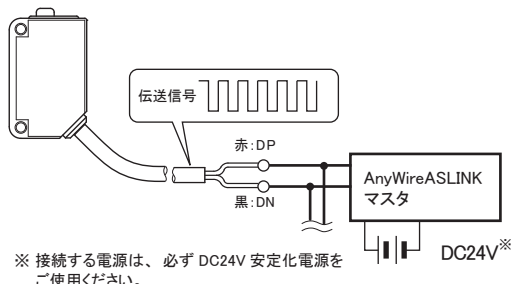 伝送信号
赤:DP
黒:DN
AnyWireASLINK
マスタ
DC24V※
※ 接続する電源は、必ず DC24V 安定化電源を
ご使用ください。